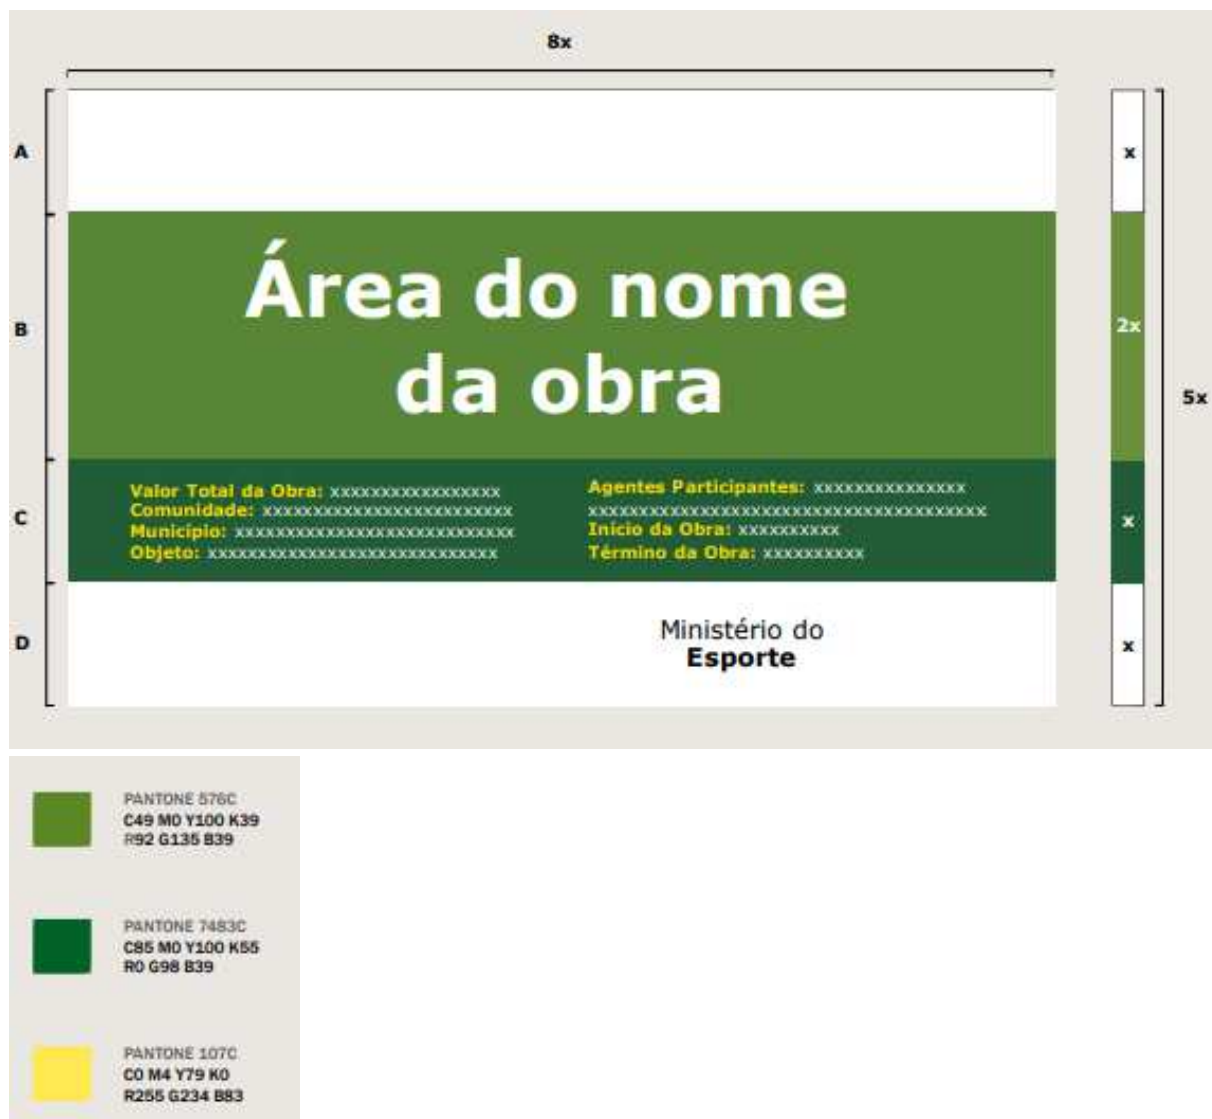 8x
A
x
Área do nome
B
2x
da obra
5x
Valor Total da Obra: xxxxxxxxxxxxxxxxx
Comunidade: xxxxxxxxxxxxxxxxxxxxxxxxx
Município: xxxxxxxxxxxxxxxxxxxxxxxxxxxx
Objeto: xxxxxxxxxxxxxxxxxxxxxxxxxxxxx
Agentes Participantes: xxxxxxxxxxxxxxx
xxxxxxxxxxxxxxxxxxxxxxxxxxxxxxxxxxxxxxxx
Início da Obra: xxxxxxxxxx
Término da Obra: xxxxxxxxxx
C
x
Ministério do
Esporte
D
x
PANTONE 576C
C49 M0 Y100 K39
R92 G135 B39
PANTONE 7483C
C85 M0 Y100 K55
R0 G98 B39
PANTONE 107C
C0 M4 Y79 K0
R255 G234 B83